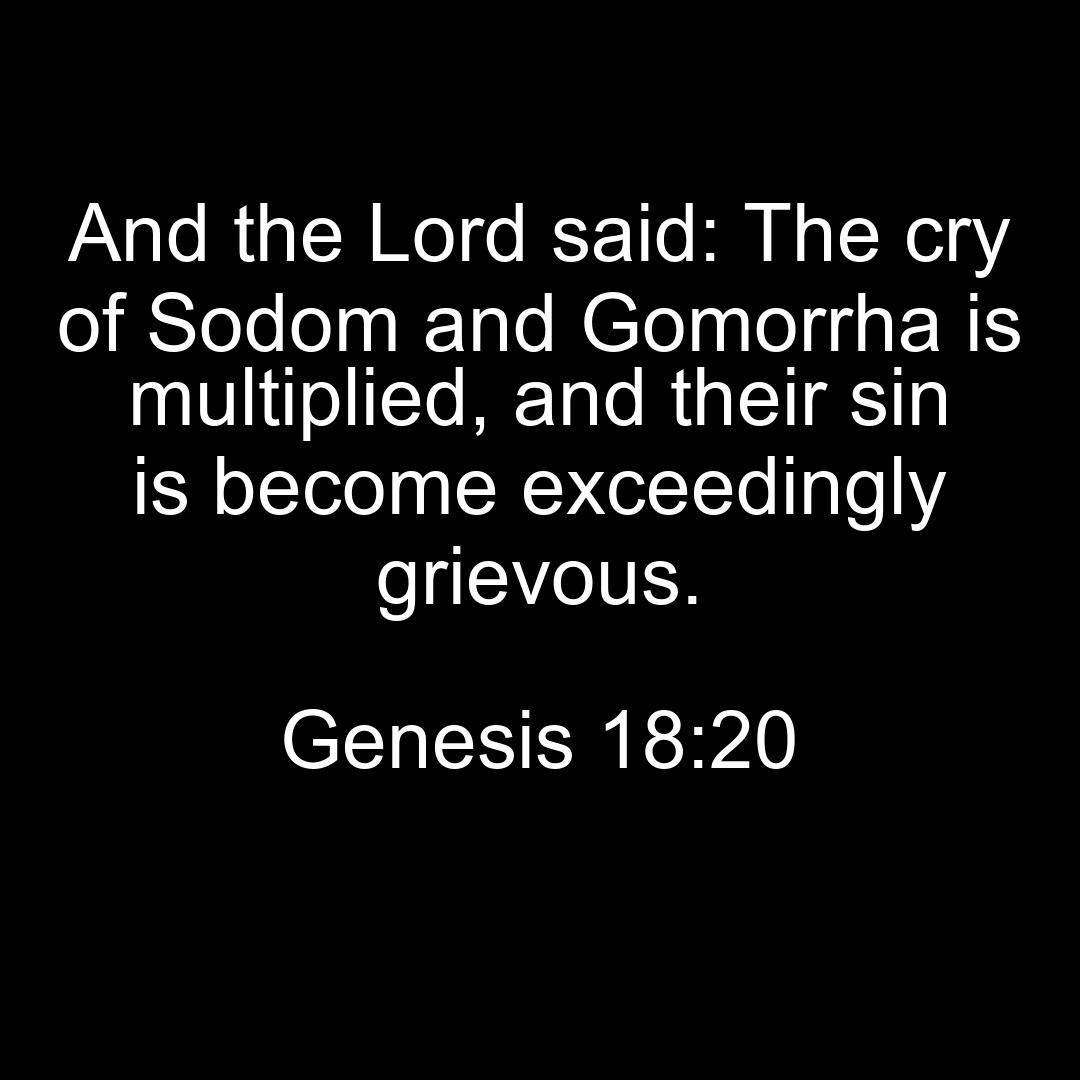 And the Lord said: The cry
of Sodom and Gomorrha is
multiplied, and their sin
is become exceedingly
grievous.
Genesis 18:20